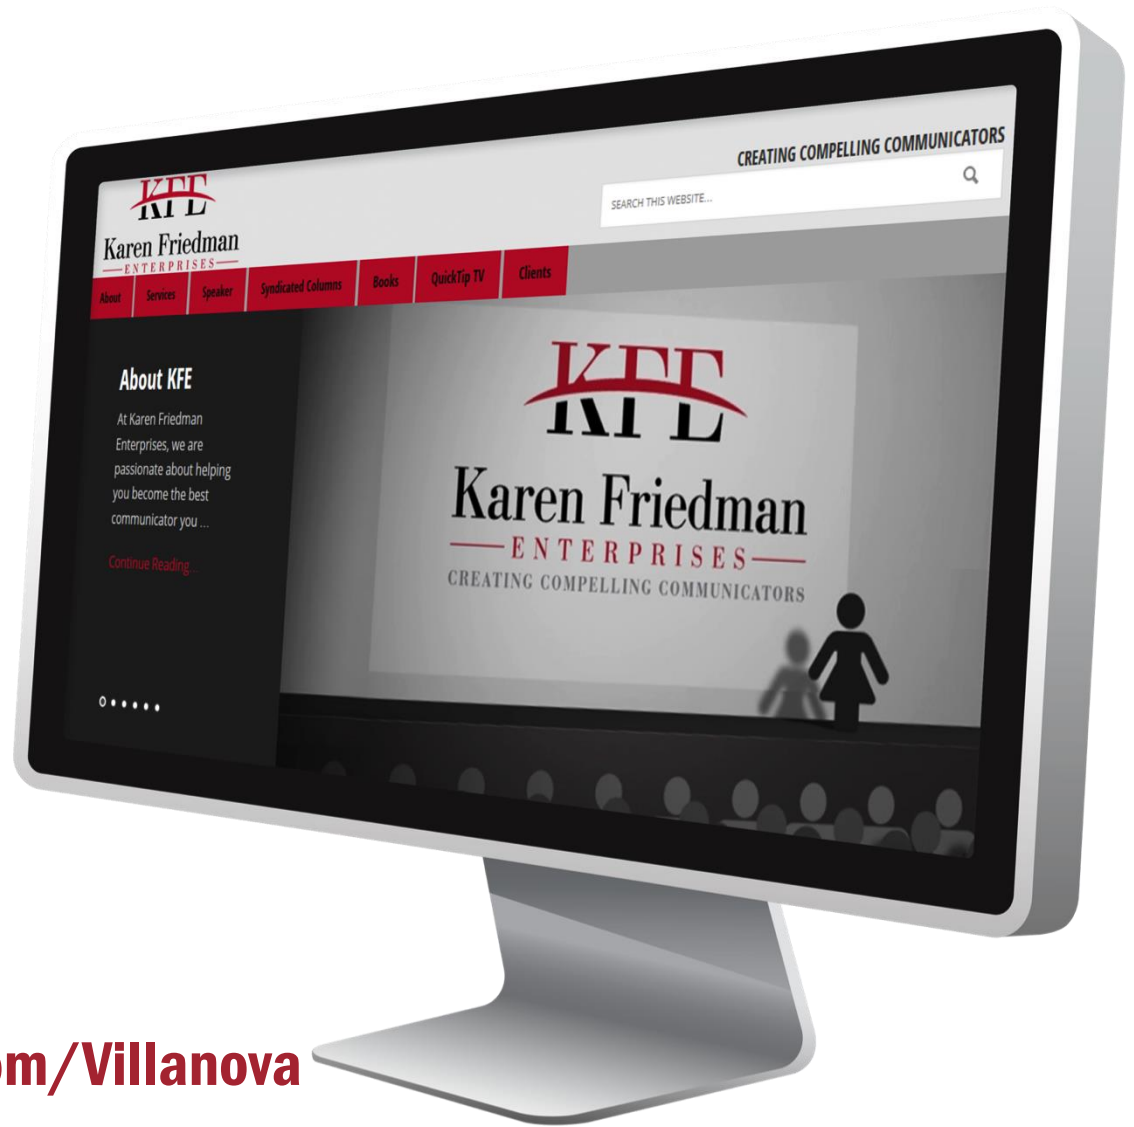 CREATING COMPELLING COMMUNICATORS
KFE
SEARCH THIS WEBSITE...
Karen Friedman
ENTERPRISES
About Services Speaker Syndicated Columns Books QuickTip TV Clients
About KFE
At Karen Friedman
Enterprises, we are
passionate about helping
you become the best
communicator you ...
Continue Reading...
KFE
Karen Friedman
ENTERPRISES
CREATING COMPELLING COMMUNICATORS
om/Villanova